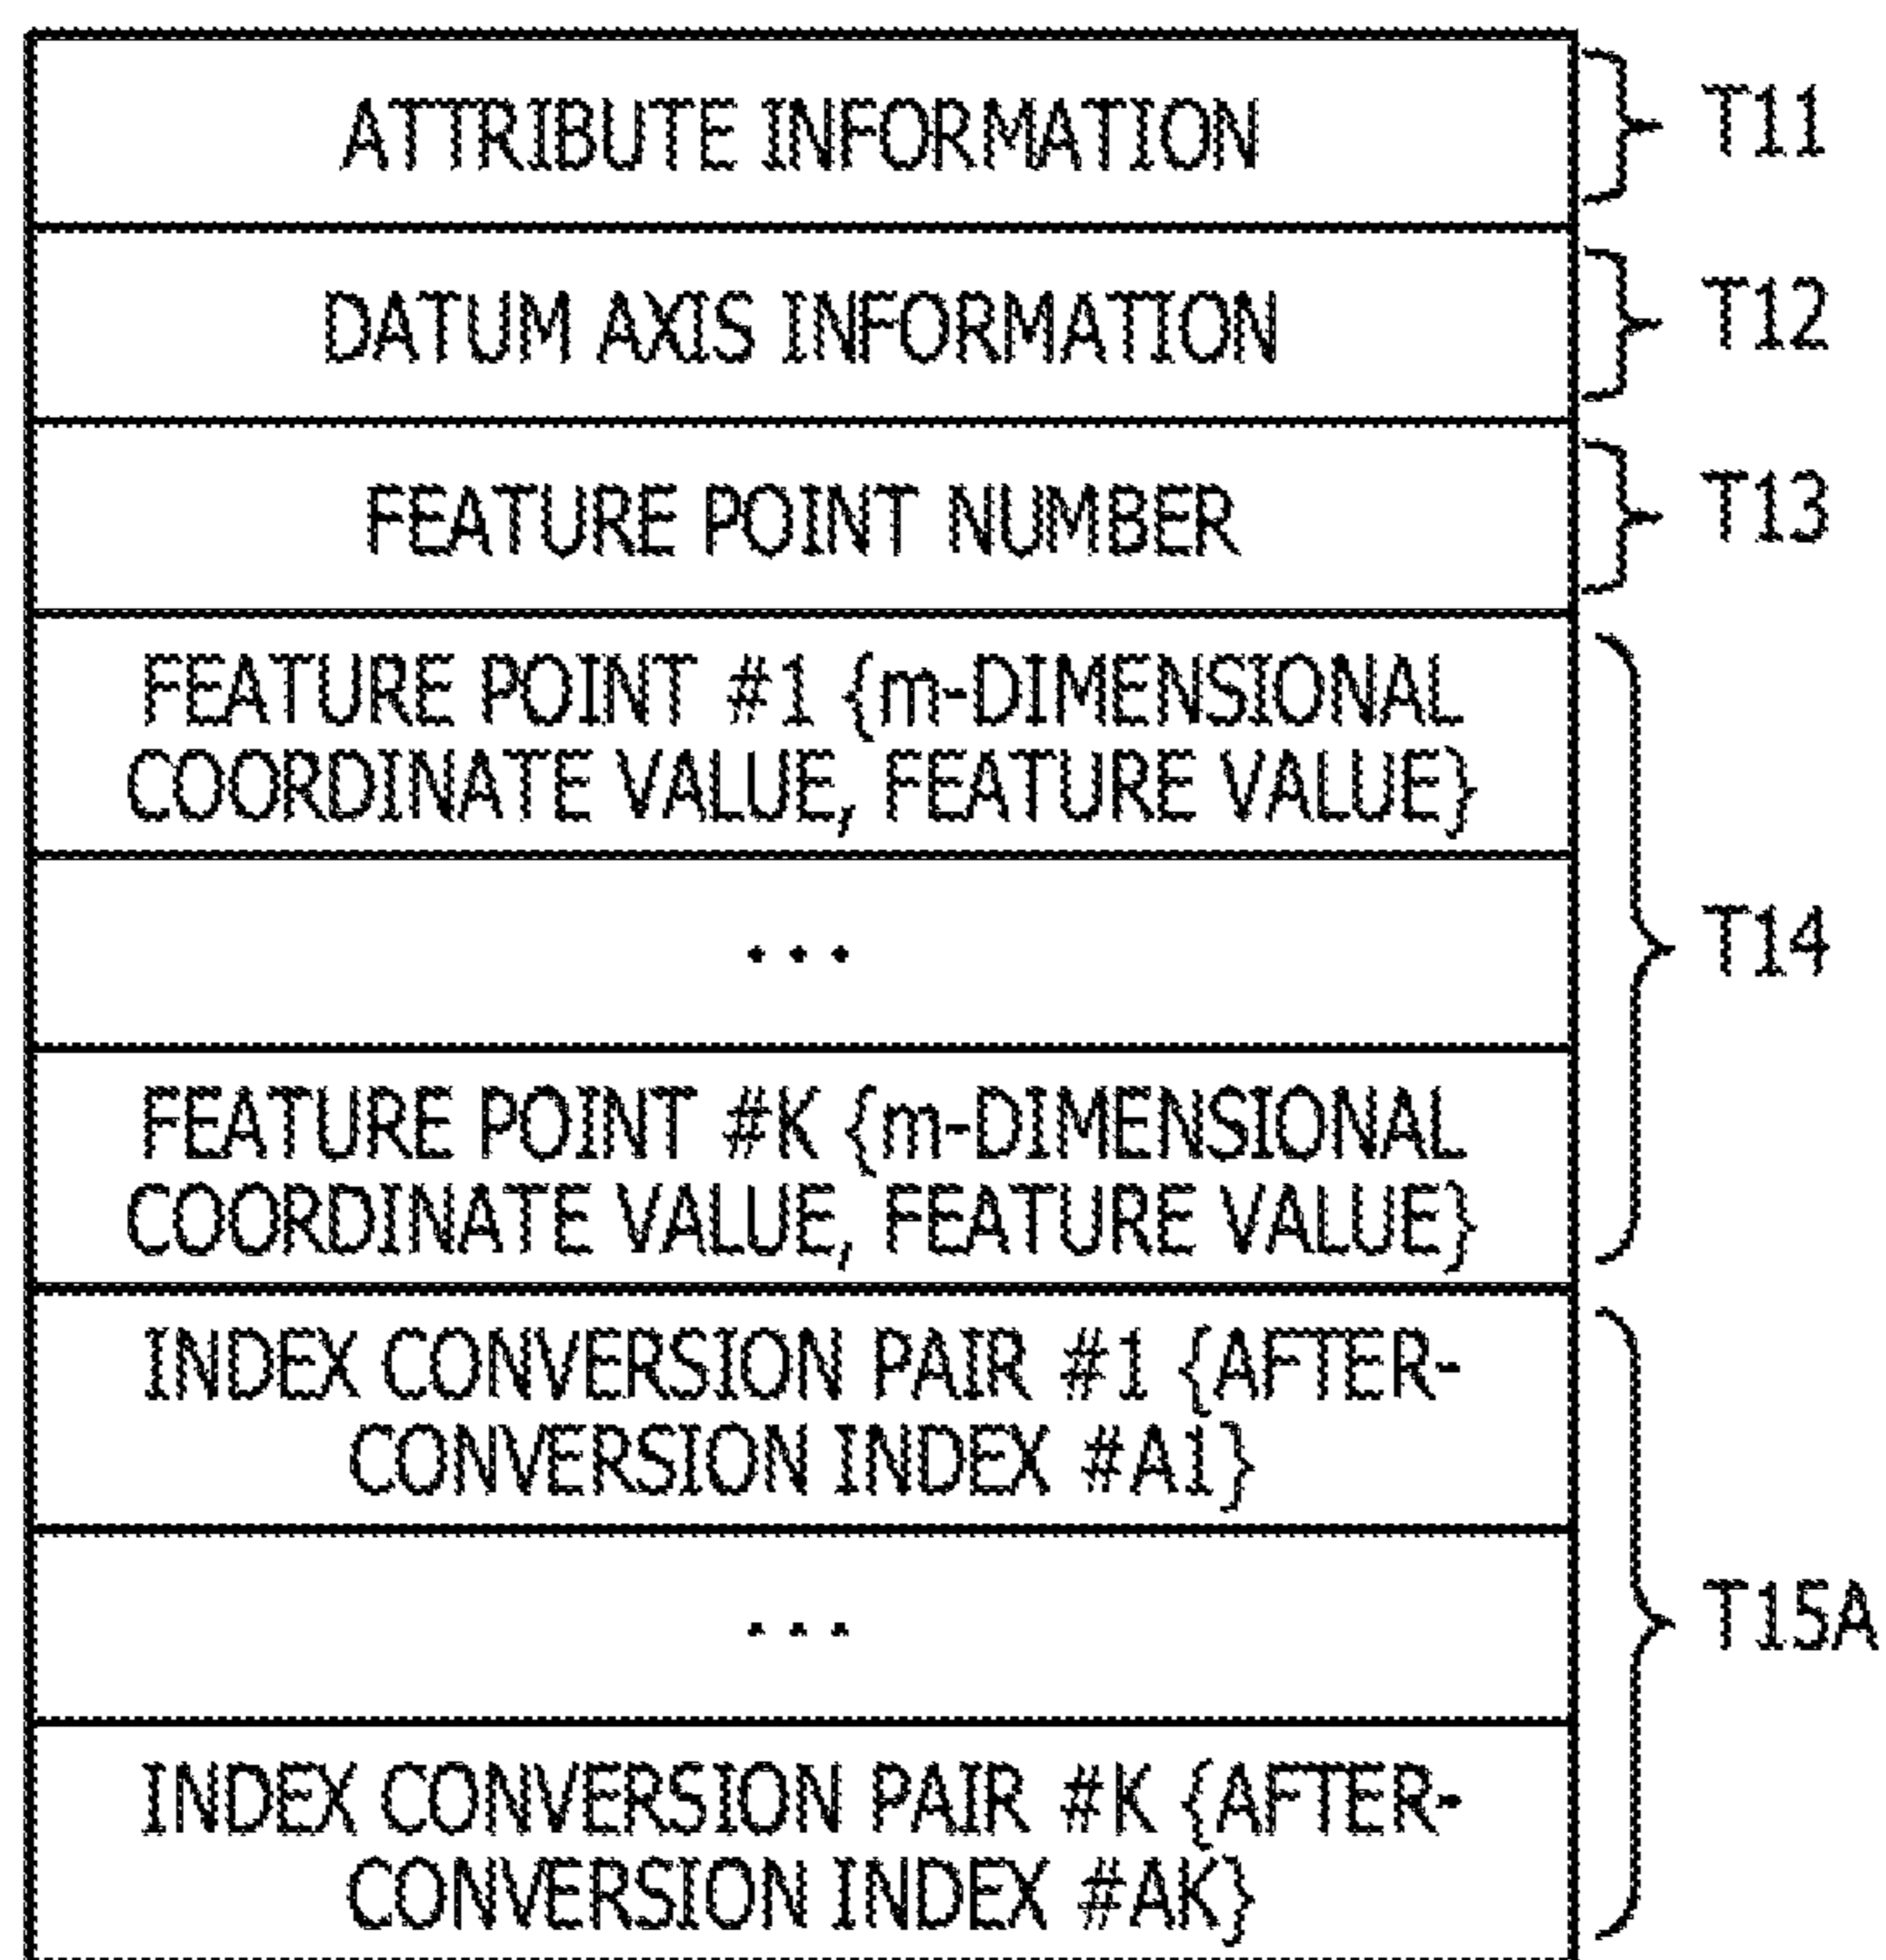 ATTRIBUTE INFORMATION
T11
DATUM AXIS INFORMATION
T12
FEATURE POINT NUMBER
T13
FEATURE POINT #1 {m-DIMENSIONAL
COORDINATE VALUE, FEATURE VALUE}
...
T14
FEATURE POINT #K {m-DIMENSIONAL
COORDINATE VALUE, FEATURE VALUE}
INDEX CONVERSION PAIR #1 {AFTER-
CONVERSION INDEX #A1}
...
T15A
INDEX CONVERSION PAIR #K {AFTER-
CONVERSION INDEX #AK}